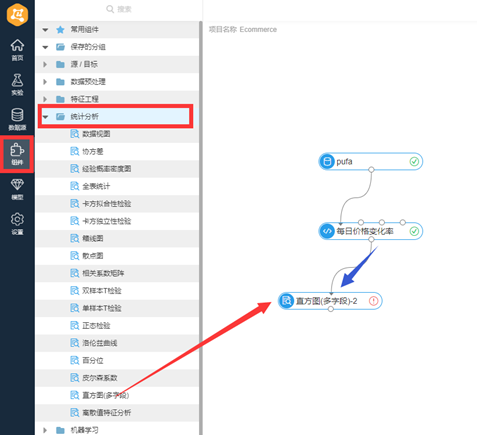 搜索
首页
实验
数据源
组件
模型
设置
常用组件
保存的分组
源 / 目标
数据预处理
特征工程
统计分析
数据视图
协方差
经验概率密度图
全表统计
卡方拟合性检验
卡方独立性检验
箱线图
散点图
相关系数矩阵
双样本T检验
单样本T检验
正态检验
洛伦兹曲线
百分位
皮尔森系数
直方图(多字段)
离散值特征分析
机器学习
项目名称 Ecommerce
pufa
每日价格变化率
直方图(多字段)-2